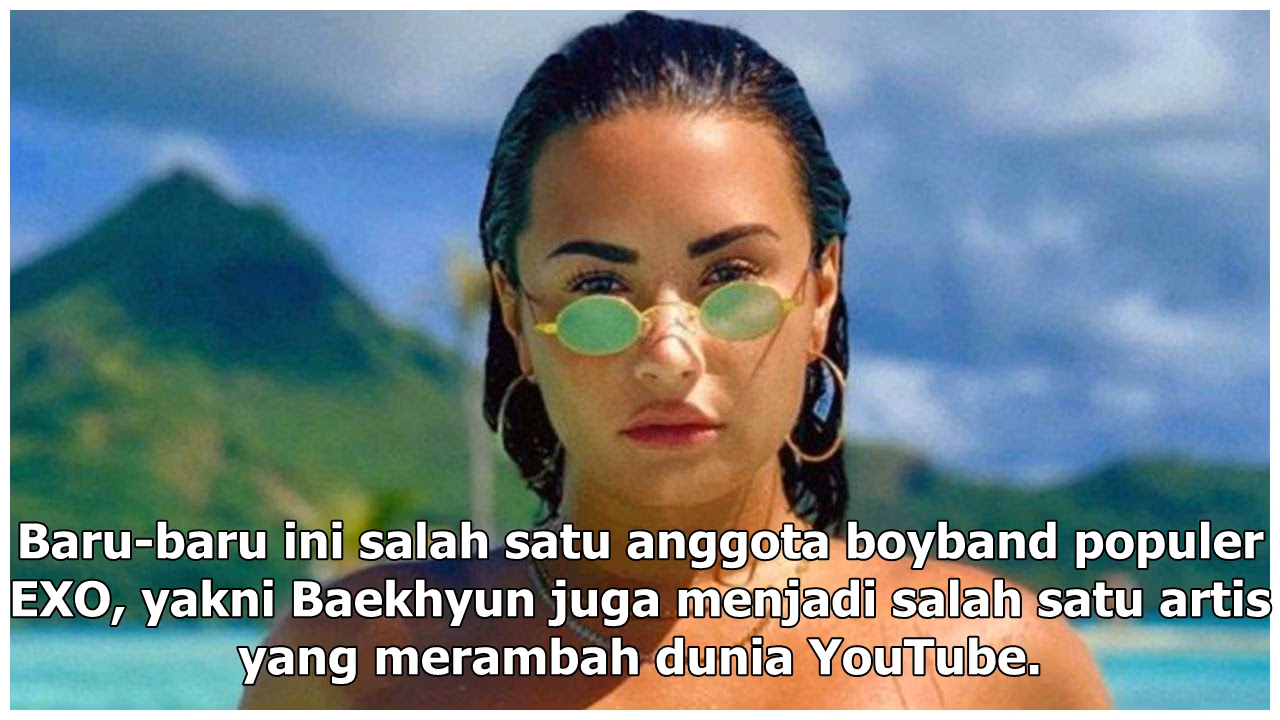 Baru-baru ini salah satu anggota boyband populer
EXO, yakni Baekhyun juga menjadi salah satu artis
yang merambah dunia YouTube.